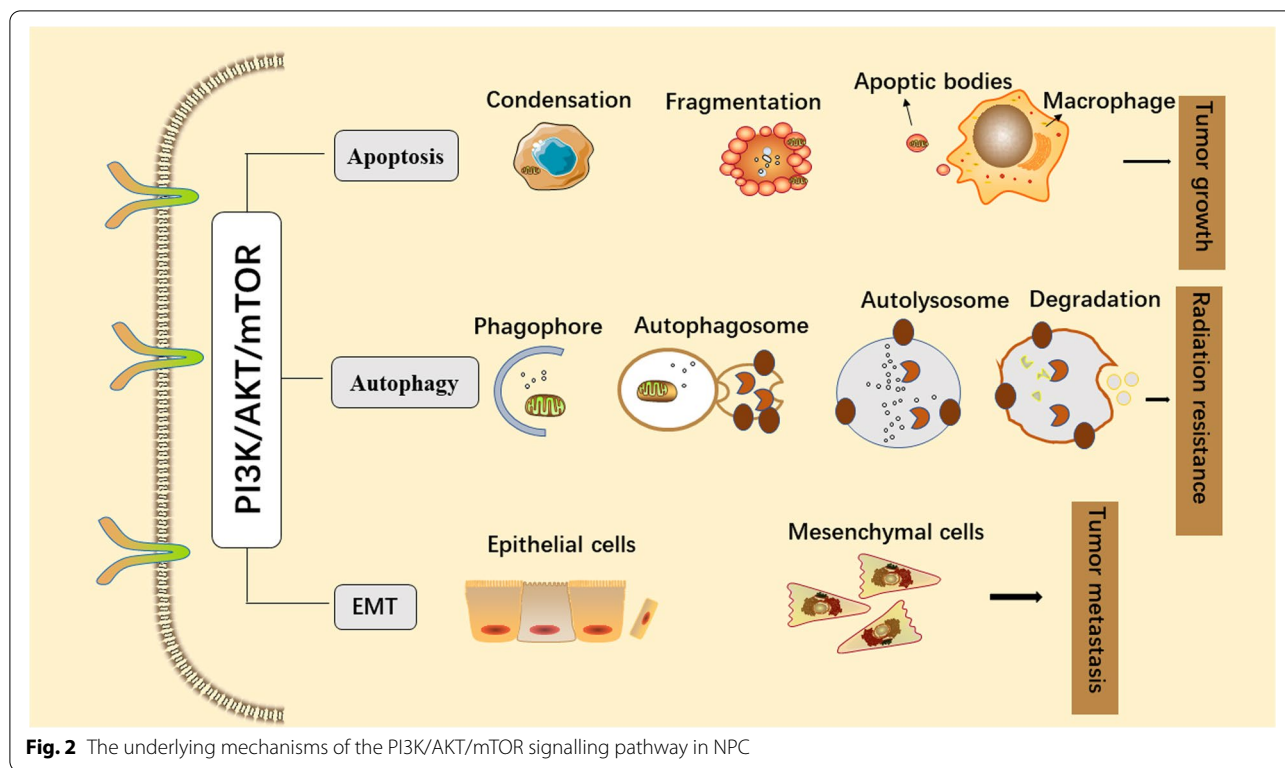 PI3K/AKT/mTOR
Apoptosis
Condensation
Fragmentation
Apoptic bodies
Macrophage
Tumor growth
Autophagy
Phagophore
Autophagosome
Autolysosome
Degradation
Radiation resistance
EMT
Epithelial cells
Mesenchymal cells
Tumor metastasis
Fig. 2 The underlying mechanisms of the PI3K/AKT/mTOR signalling pathway in NPC